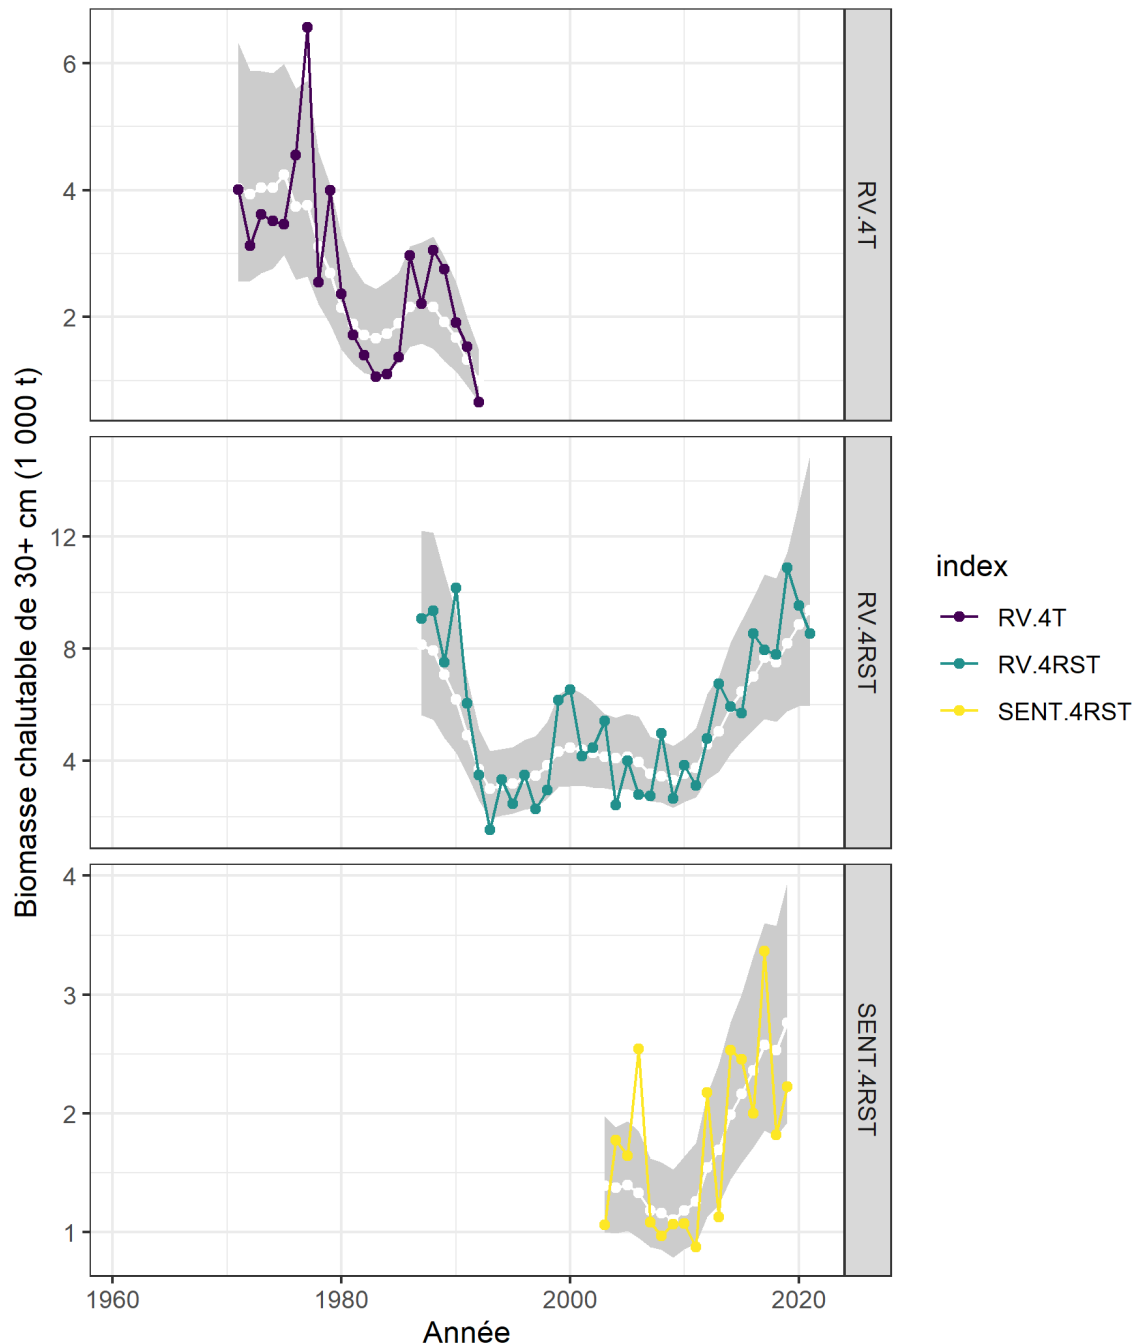 Biomasse chalutable de 30+ cm (1 000 t)
6
4
2
RV.4T
12
8
4
RV.4RST
4
3
2
1
SENT.4RST
1960
1980
2000
2020
Année
index
RV.4T
RV.4RST
SENT.4RST